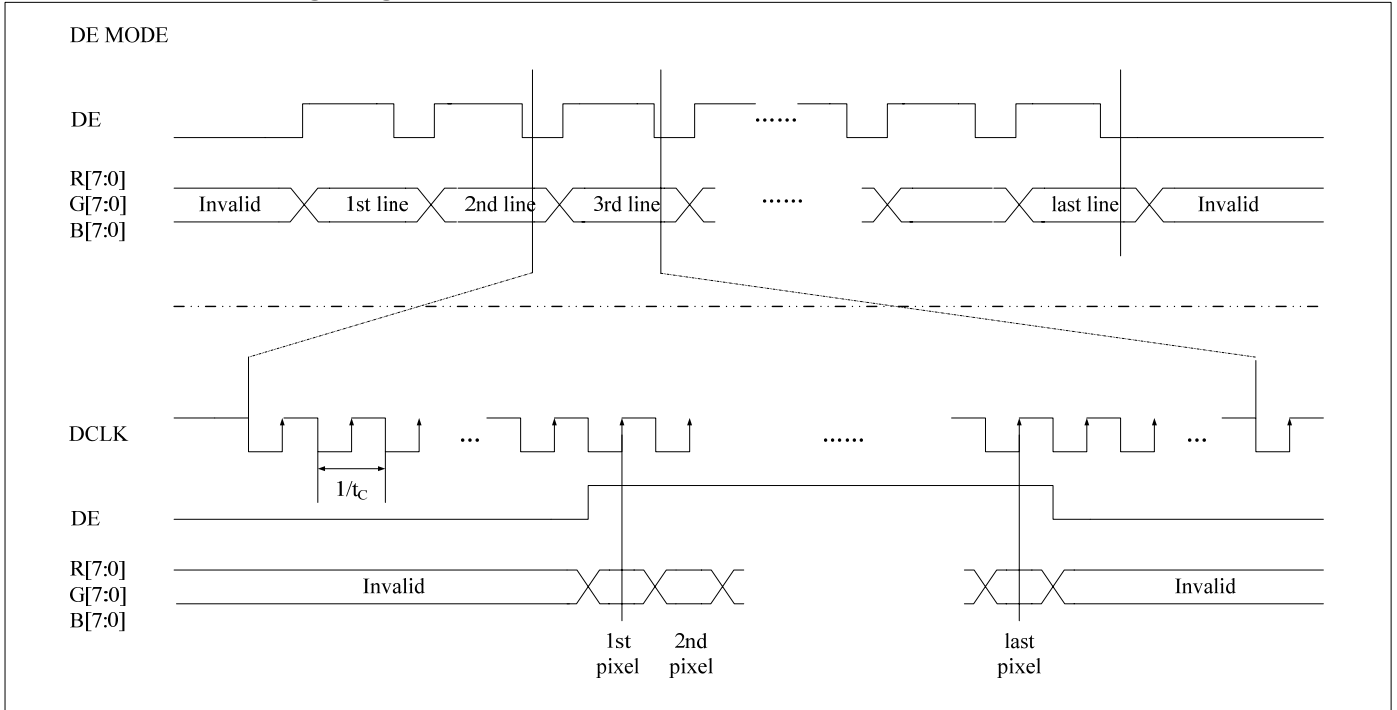 DE MODE
DE
R[7:0]
G[7:0]
B[7:0]
Invalid
1st line
2nd line
3rd line
......
......
last line
Invalid
DCLK
...
......
...
1/tC
DE
R[7:0]
G[7:0]
B[7:0]
Invalid
Invalid
1st
pixel
2nd
pixel
last
pixel